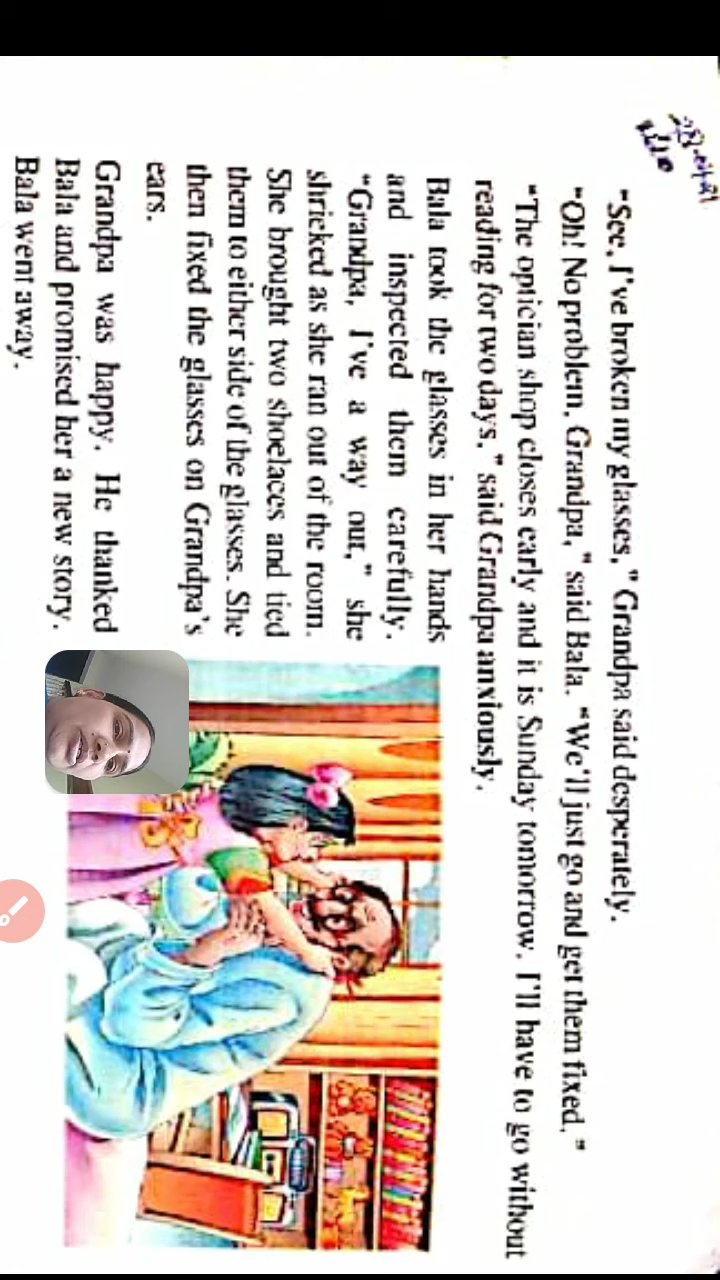 "See, I've broken my glasses," Grandpa said desperately.
"Oh! No problem, Grandpa," said Bala. "We'll just go and get them fixed."
"The optician shop closes early and it is Sunday tomorrow. I'll have to go without
reading for two days," said Grandpa anxiously.
Bala took the glasses in her hands
and inspected them carefully.
"Grandpa, I've a way out," she
shrieked as she ran out of the room.
She brought two shoelaces and tied
them to either side of the glasses. She
then fixed the glasses on Grandpa's
ears.
Grandpa was happy. He thanked
Bala and promised her a new story.
Bala went away.